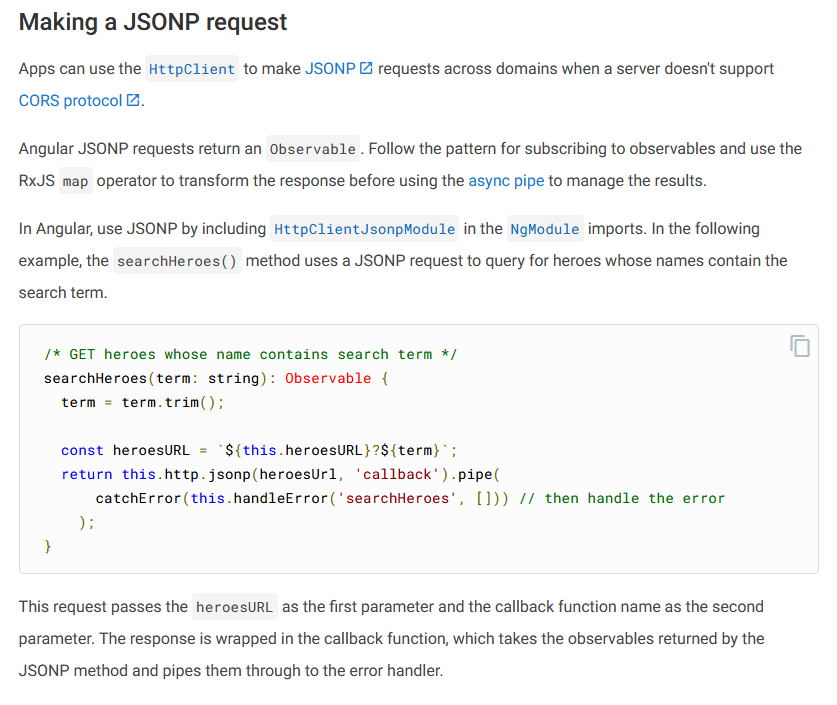 Making a JSONP request
Apps can use the HttpClient to make JSONP requests across domains when a server doesn't support
CORS protocol.
Angular JSONP requests return an Observable. Follow the pattern for subscribing to observables and use the
RxJS map operator to transform the response before using the async pipe to manage the results.
In Angular, use JSONP by including HttpClientJsonpModule in the NgModule imports. In the following
example, the searchHeroes() method uses a JSONP request to query for heroes whose names contain the
search term.
/* GET heroes whose name contains search term */
searchHeroes(term: string): Observable {
  term = term.trim();
  const heroesURL = `${this.heroesURL}?${term}`;
  return this.http.jsonp(heroesUrl, 'callback').pipe(
      catchError(this.handleError('searchHeroes', [])) // then handle the error
    );
}
This request passes the heroesURL as the first parameter and the callback function name as the second
parameter. The response is wrapped in the callback function, which takes the observables returned by the
JSONP method and pipes them through to the error handler.